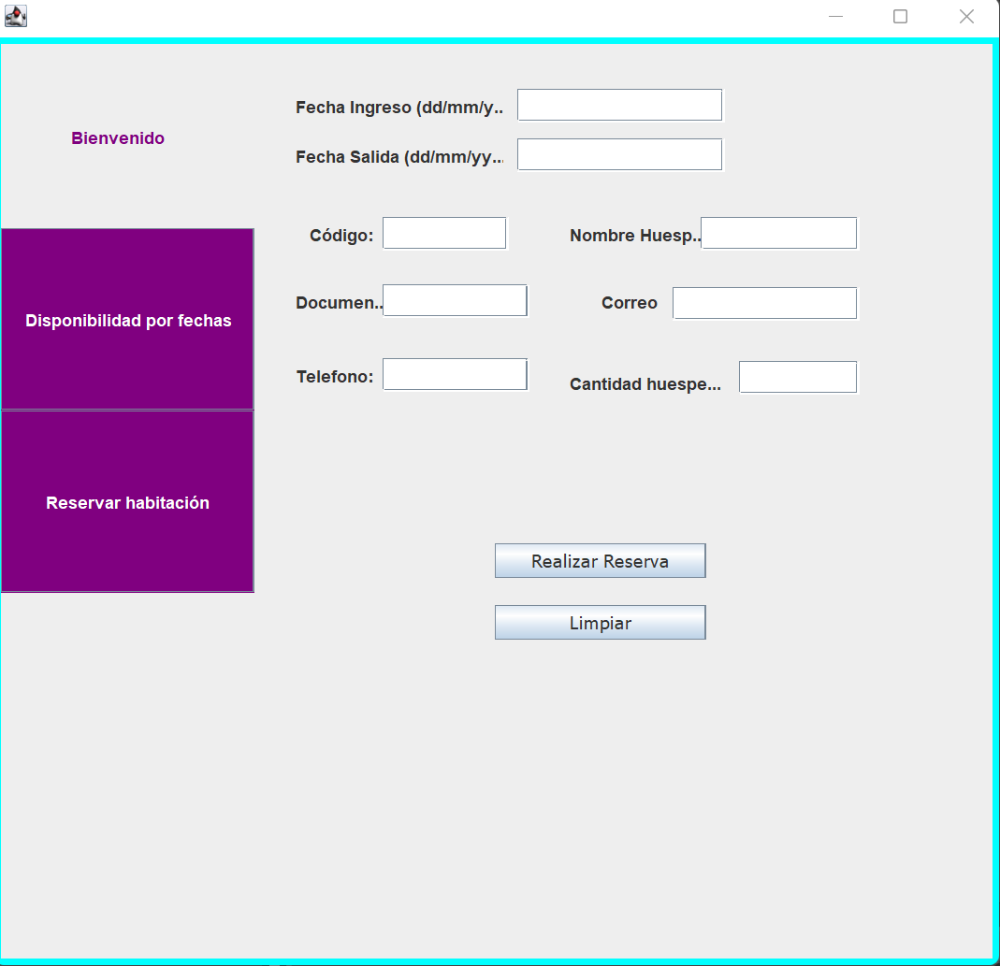 Bienvenido
Fecha Ingreso (dd/mm/y..
Fecha Salida (dd/mm/yy...
Código:
Nombre Huesp..
Documen..
Correo
Telefono:
Cantidad huespe...
Disponibilidad por fechas
Reservar habitación
Realizar Reserva
Limpiar